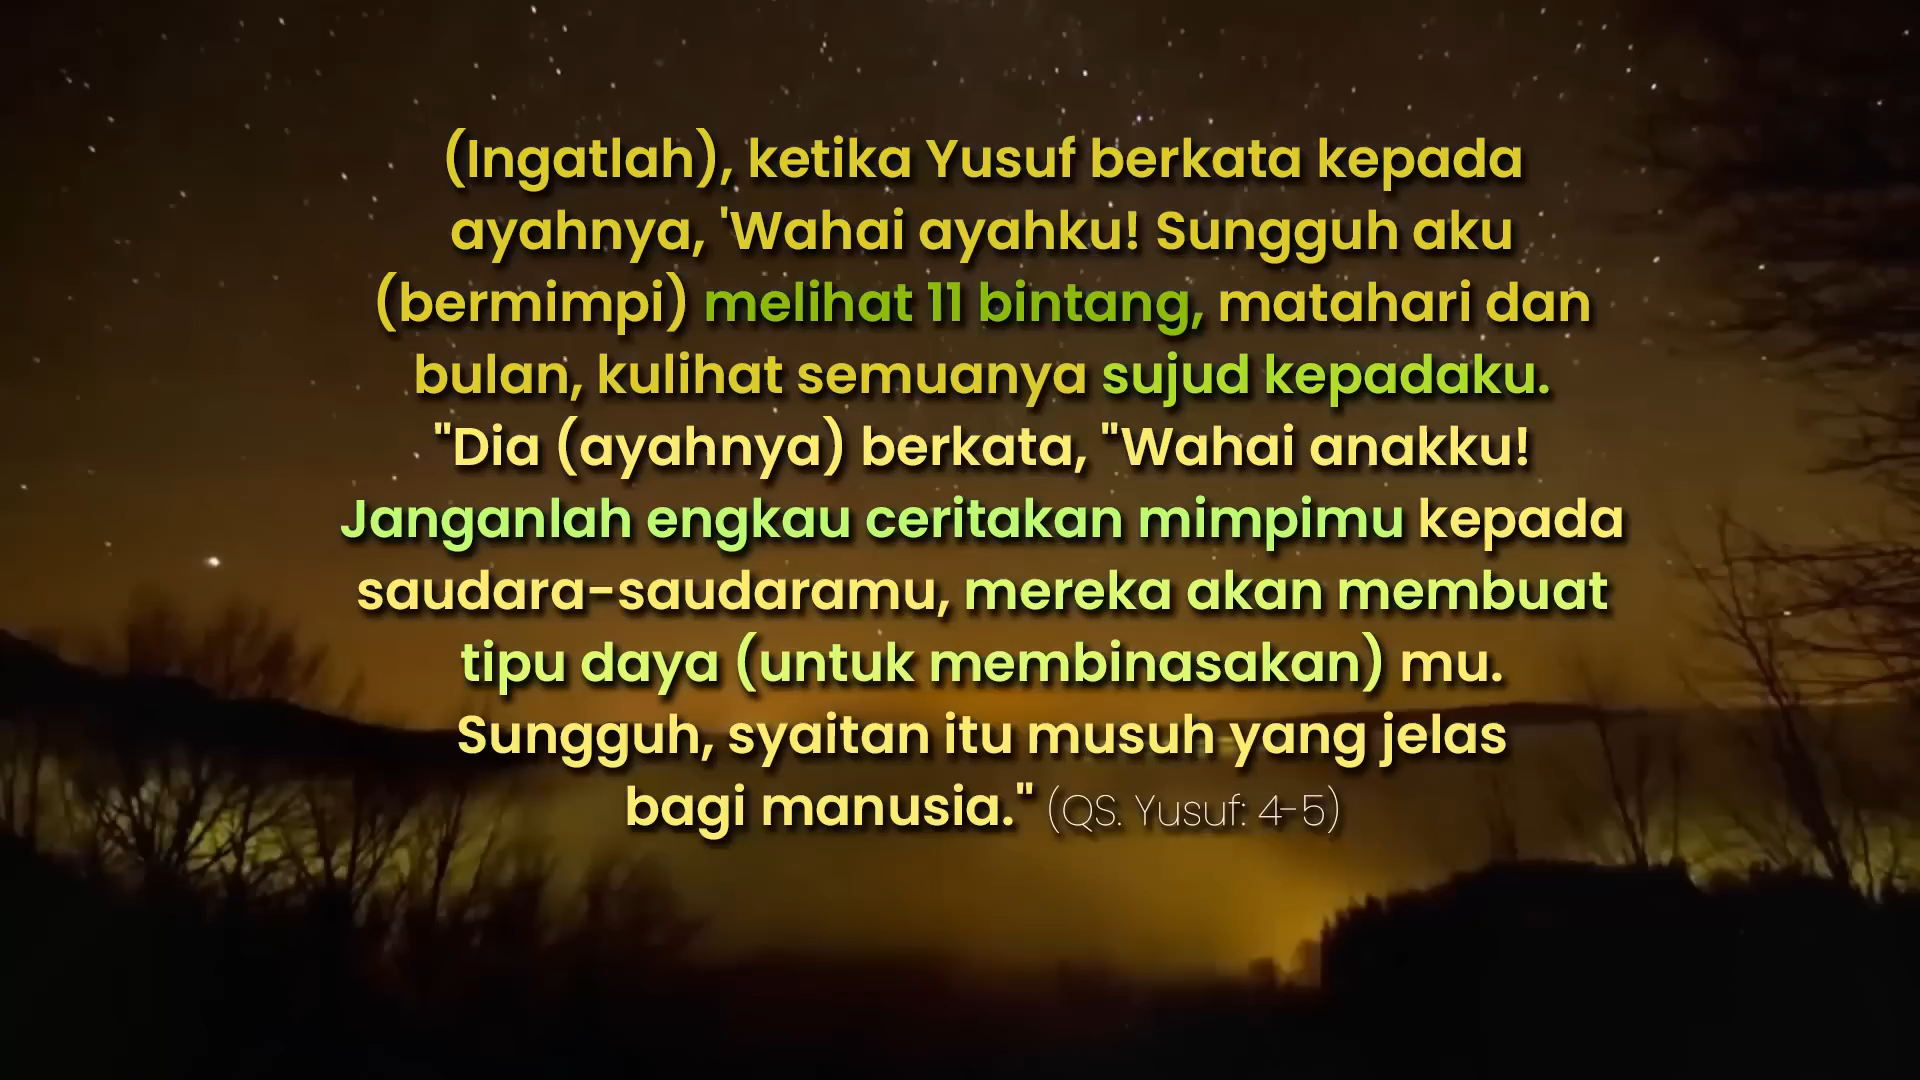 (Ingatlah), ketika Yusuf berkata kepada
ayahnya, 'Wahai ayahku! Sungguh aku
(bermimpi) melihat 11 bintang, matahari dan
bulan, kulihat semuanya sujud kepadaku.
"Dia (ayahnya) berkata, "Wahai anakku!
Janganlah engkau ceritakan mimpimu kepada
saudara-saudaramu, mereka akan membuat
tipu daya (untuk membinasakan) mu.
Sungguh, syaitan itu musuh yang jelas
bagi manusia." (QS. Yusuf: 4-5)